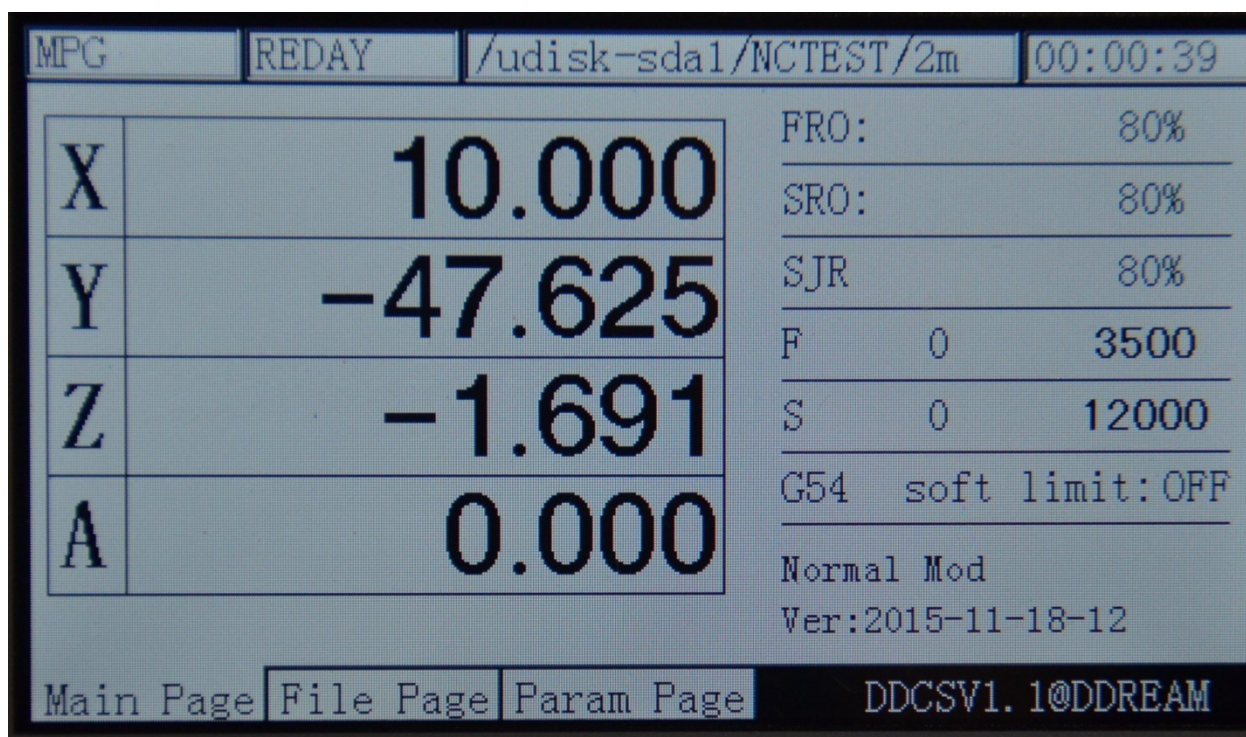 MPG REDAY /udisk-sda1/NCTEST/2m 00:00:39
X 10.000
Y -47.625
Z -1.691
A 0.000
FRO: 80%
SRO: 80%
SJR 80%
F 0 3500
S 0 12000
G54 soft limit:OFF
Normal Mod
Ver:2015-11-18-12
Main Page File Page Param Page DDCSV1.1@DDREAM